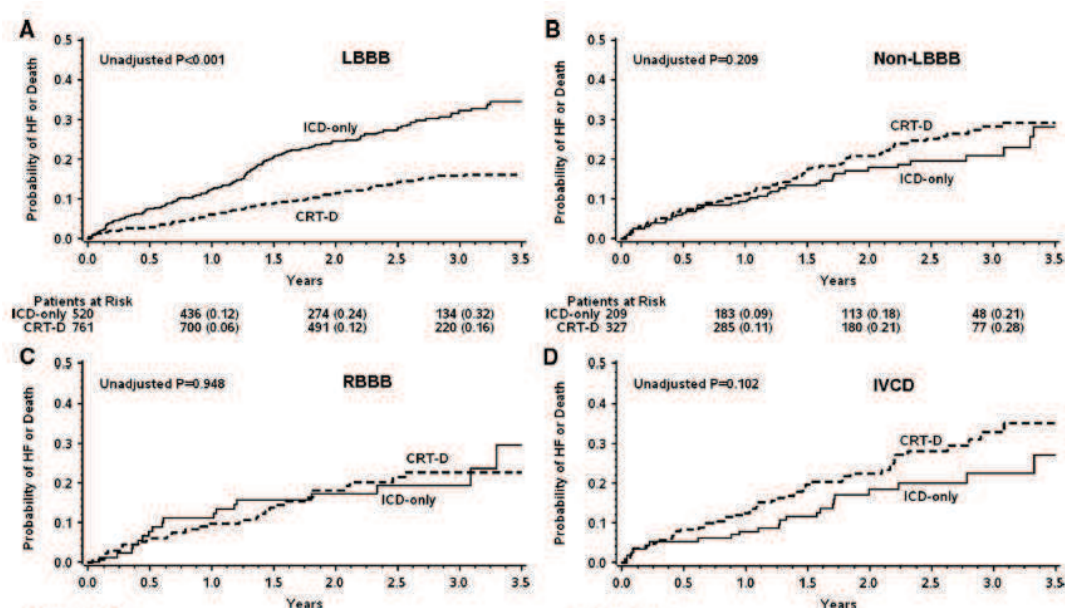 A
Unadjusted P<0.001
LBBB
Probability of HF or Death
0.5
0.4
0.3
0.2
0.1
0.0
ICD-only
CRT-D
0.0 0.5 1.0 1.5 2.0 2.5 3.0 3.5
Years
Patients at Risk
ICD-only 520 436 (0.12) 274 (0.24) 134 (0.32)
CRT-D 761 700 (0.06) 491 (0.12) 220 (0.16)
B
Unadjusted P=0.209
Non-LBBB
Probability of HF or Death
0.5
0.4
0.3
0.2
0.1
0.0
CRT-D
ICD-only
0.0 0.5 1.0 1.5 2.0 2.5 3.0 3.5
Years
Patients at Risk
ICD-only 209 183 (0.09) 113 (0.18) 48 (0.21)
CRT-D 327 285 (0.11) 180 (0.21) 77 (0.28)
C
Unadjusted P=0.948
RBBB
Probability of HF or Death
0.5
0.4
0.3
0.2
0.1
0.0
CRT-D
ICD-only
0.0 0.5 1.0 1.5 2.0 2.5 3.0 3.5
Years
D
Unadjusted P=0.102
IVCD
Probability of HF or Death
0.5
0.4
0.3
0.2
0.1
0.0
CRT-D
ICD-only
0.0 0.5 1.0 1.5 2.0 2.5 3.0 3.5
Years